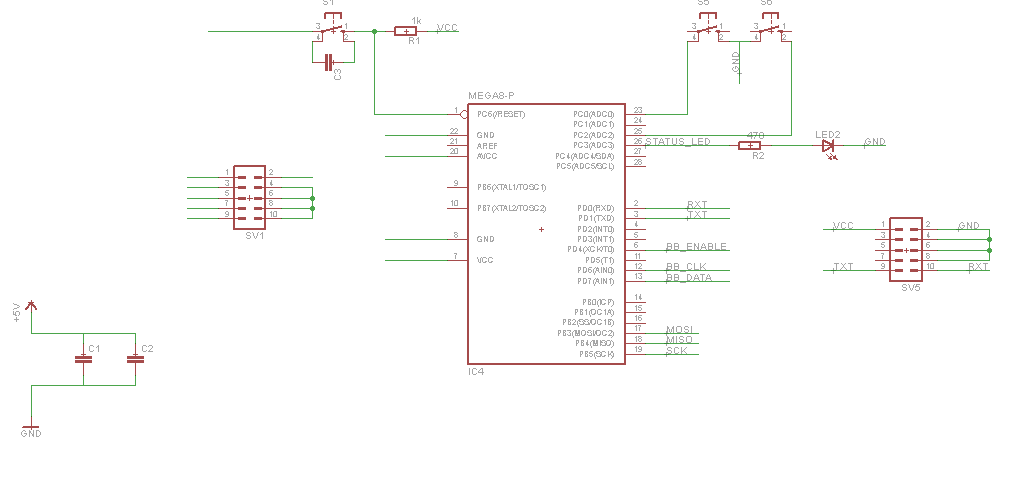 S1
S5
S6
3 1
4 2
1k
VCC
R1
C3
3 1
4 2
3 1
4 2
GND
MEGA8-P
1 PC6(/RESET)
22 GND
21 AREF
20 AVCC
9 PB6(XTAL1/TOSC1)
10 PB7(XTAL2/TOSC2)
8 GND
7 VCC
PC0(ADC0) 23
PC1(ADC1) 24
PC2(ADC2) 25
PC3(ADC3) 26 STATUS_LED
PC4(ADC4/SDA) 27
PC5(ADC5/SCL) 28
PD0(RXD) 2 RXT
PD1(TXD) 3 TXT
PD2(INT0) 4
PD3(INT1) 5
PD4(XCK/T0) 6 BB_ENABLE
PD5(T1) 11
PD6(AIN0) 12 BB_CLK
PD7(AIN1) 13 BB_DATA
PB0(ICP) 14
PB1(OC1A) 15
PB2(SS/OC1B) 16
PB3(MOSI/OC2) 17 MOSI
PB4(MISO) 18 MISO
PB5(SCK) 19 SCK
IC4
470
R2
LED2
GND
1 2
3 4
5 6
7 8
9 10
SV1
VCC 1 2 GND
3 4
5 6
7 8
TXT 9 10 RXT
SV5
+5V
C1
C2
GND